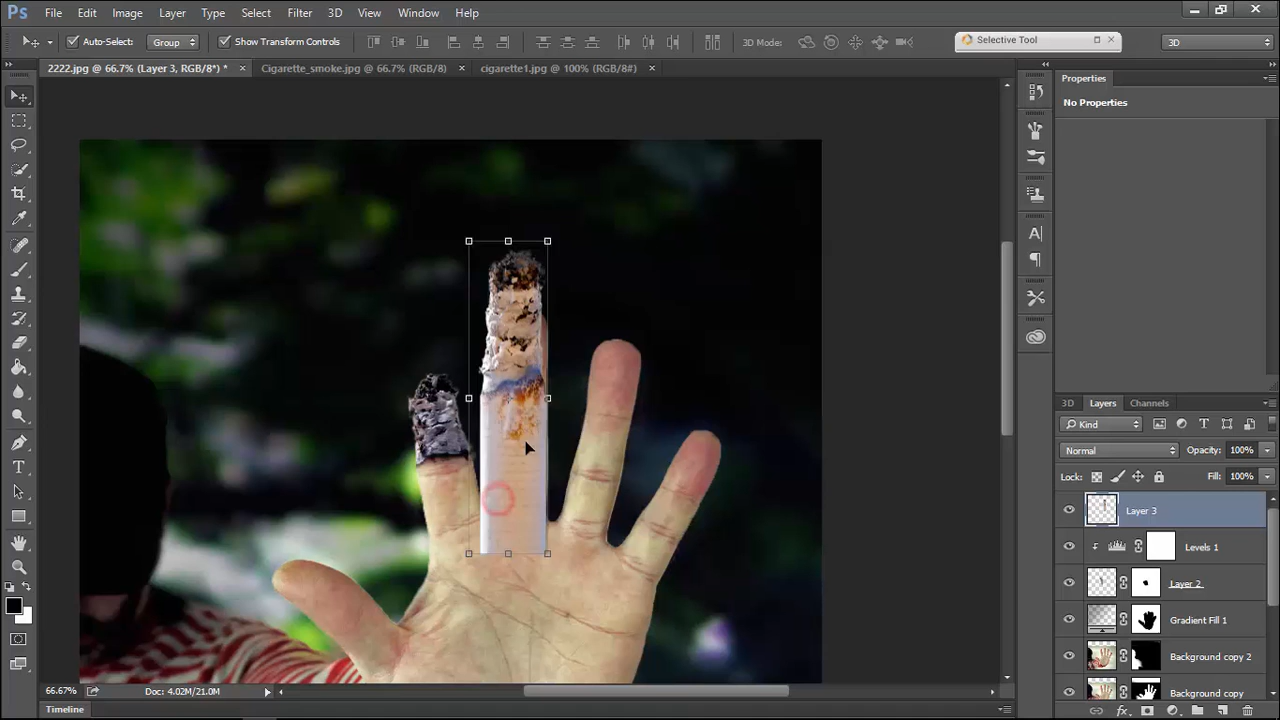 Ps File Edit Image Layer Type Select Filter 3D View Window Help
Auto-Select: Group Show Transform Controls 3D Mode: Selective Tool 3D
2222.jpg @ 66.7% (Layer 3, RGB/8*) * Cigarette_smoke.jpg @ 66.7% (RGB/8) cigarette1.jpg @ 100% (RGB/8#)
Properties
No Properties
3D Layers Channels
Kind
Normal Opacity: 100%
Lock: Fill: 100%
Layer 3
Levels 1
Layer 2
Gradient Fill 1
Background copy 2
Background copy
66.67% Doc: 4.02M/21.0M
Timeline